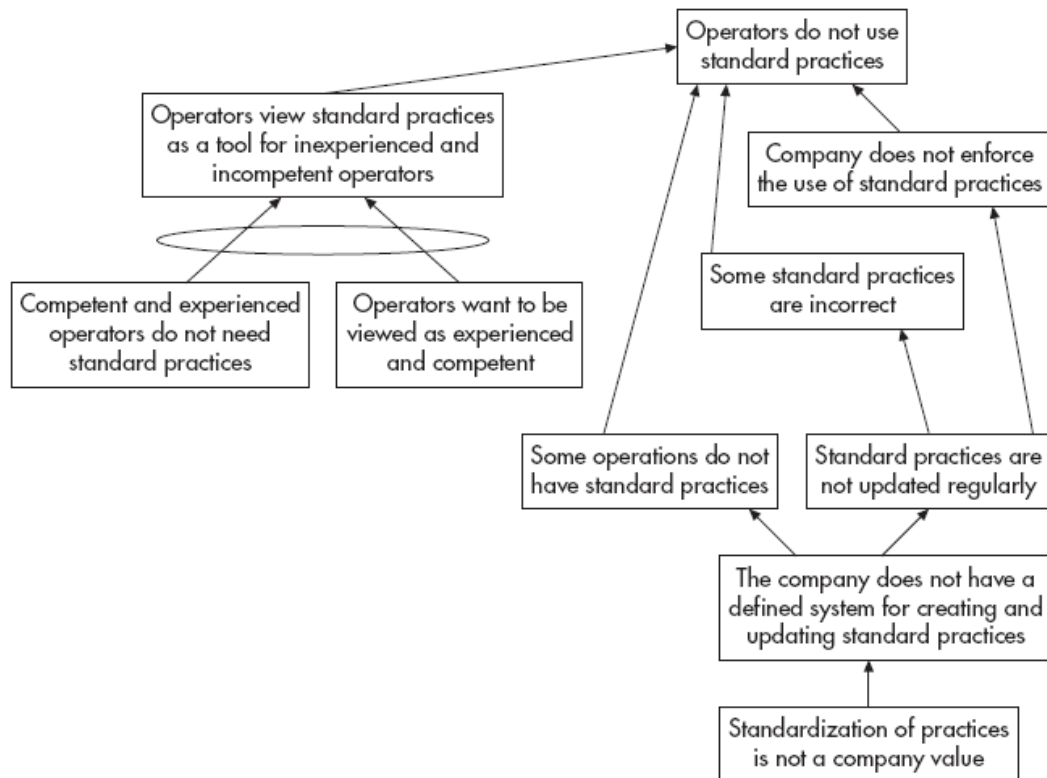 Operators do not use
standard practices
Operators view standard practices
as a tool for inexperienced and
incompetent operators
Company does not enforce
the use of standard practices
Some standard practices
are incorrect
Competent and experienced
operators do not need
standard practices
Operators want to be
viewed as experienced
and competent
Some operations do not
have standard practices
Standard practices are
not updated regularly
The company does not have a
defined system for creating and
updating standard practices
Standardization of practices
is not a company value